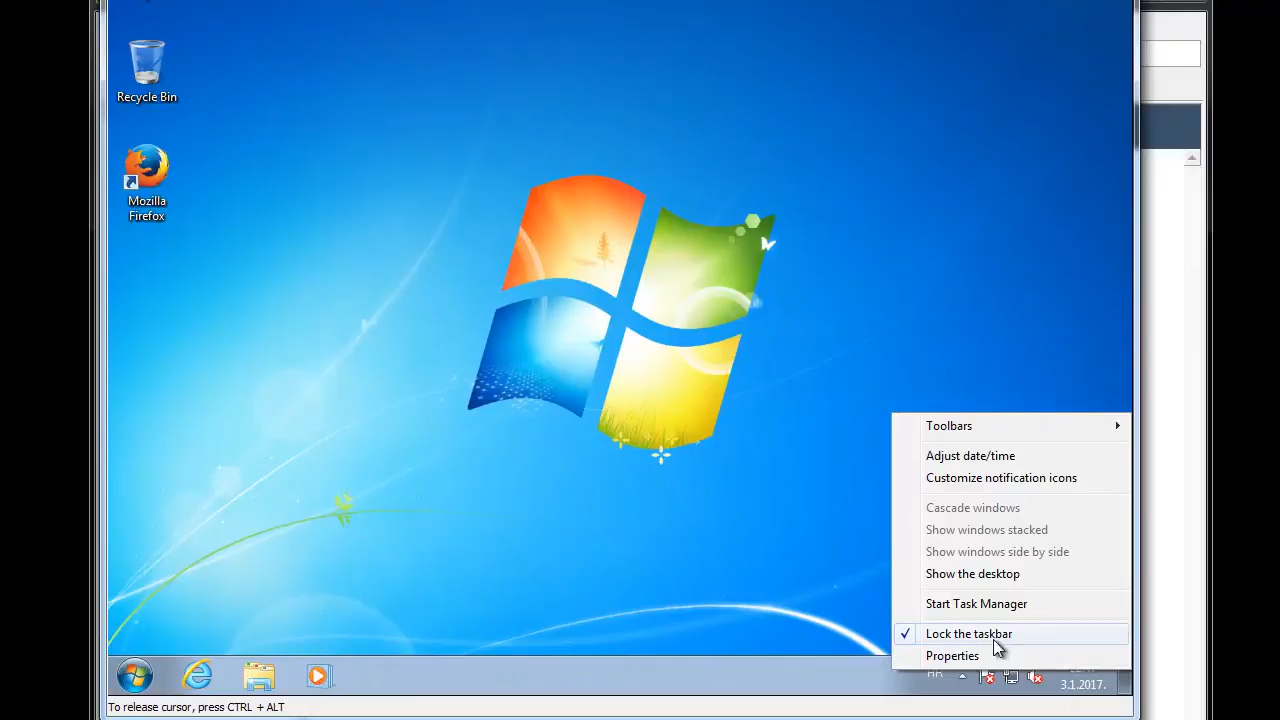 Recycle Bin
Mozilla
Firefox
Toolbars
Adjust date/time
Customize notification icons
Cascade windows
Show windows stacked
Show windows side by side
Show the desktop
Start Task Manager
Lock the taskbar
Properties
HR
3.1.2017.
To release cursor, press CTRL + ALT